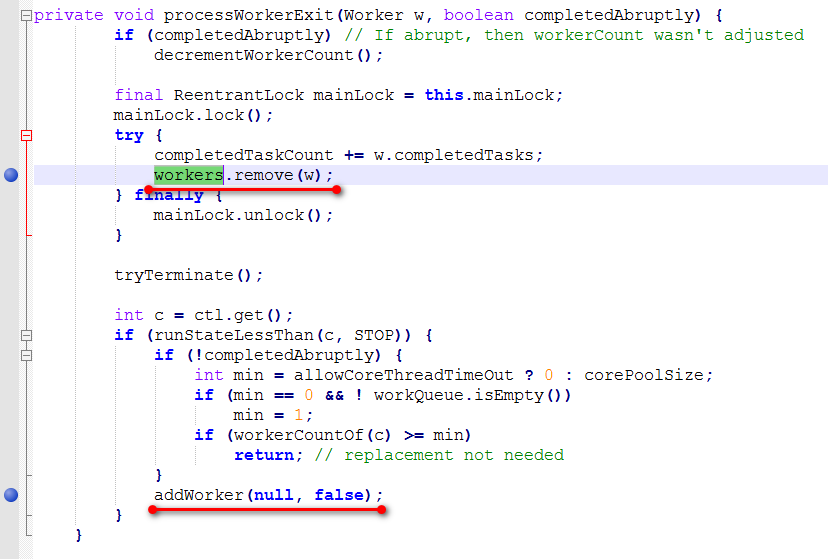 private void processWorkerExit(Worker w, boolean completedAbruptly) {
if (completedAbruptly) // If abrupt, then workerCount wasn't adjusted
decrementWorkerCount();
final ReentrantLock mainLock = this.mainLock;
mainLock.lock();
try {
completedTaskCount += w.completedTasks;
workers.remove(w);
} finally {
mainLock.unlock();
}
tryTerminate();
int c = ctl.get();
if (runStateLessThan(c, STOP)) {
if (!completedAbruptly) {
int min = allowCoreThreadTimeOut ? 0 : corePoolSize;
if (min == 0 && ! workQueue.isEmpty())
min = 1;
if (workerCountOf(c) >= min)
return; // replacement not needed
}
addWorker(null, false);
}
}